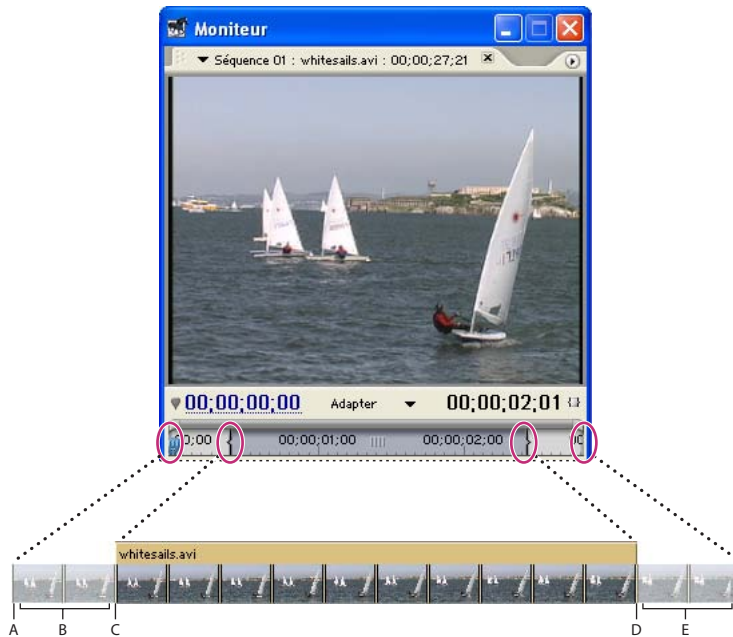 Moniteur
Séquence 01 : whitesails.avi : 00;00;27;21
00;00;00;00 Adapter 00;00;02;01
00;00;01;00 00;00;02;00
whitesails.avi
A B C D E